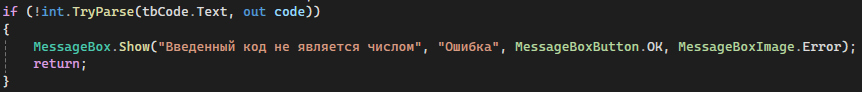 if (!int.TryParse(tbCode.Text, out code))
{
MessageBox.Show("Введенный код не является числом", "Ошибка", MessageBoxButton.OK, MessageBoxImage.Error);
return;
}